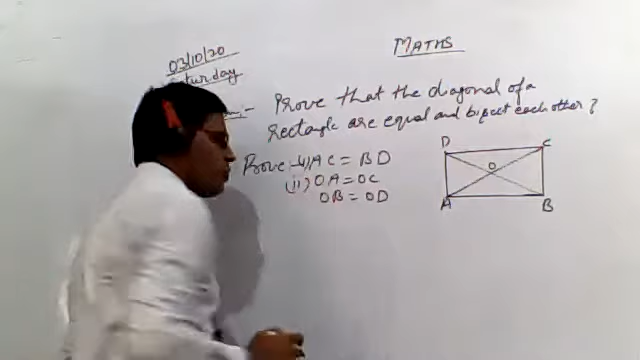 03/10/20
MATHS
Saturday
Prove that the diagonal of a
rectangle are equal and bisect each other ?
Prove - (i) AC = BD
(ii) OA = OC
OB = OD
D
C
O
A
B